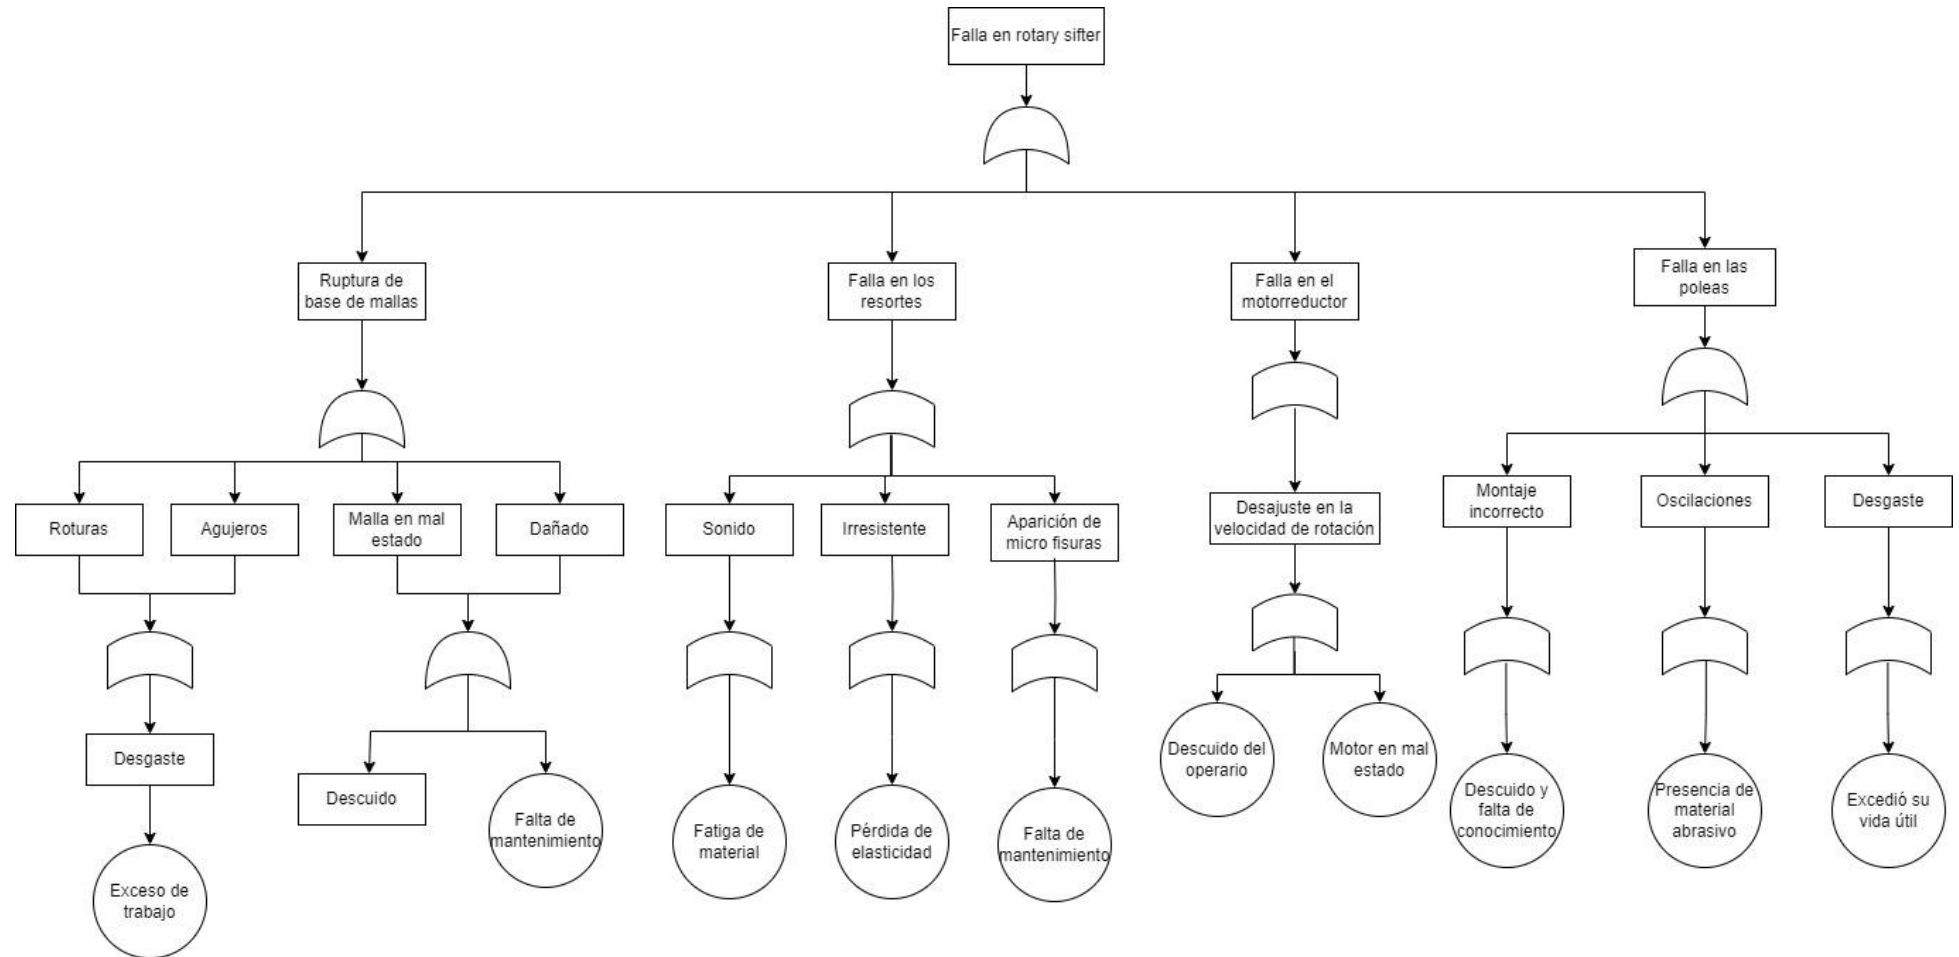 Falla en rotary sifter
Ruptura de
base de mallas
Falla en los
resortes
Falla en el
motorreductor
Falla en las
poleas
Roturas
Agujeros
Malla en mal
estado
Dañado
Sonido
Irresistente
Aparición de
micro fisuras
Desajuste en la
velocidad de rotación
Montaje
incorrecto
Oscilaciones
Desgaste
Desgaste
Descuido
Falta de
mantenimiento
Fatiga de
material
Pérdida de
elasticidad
Falta de
mantenimiento
Descuido del
operario
Motor en mal
estado
Descuido y
falta de
conocimiento
Presencia de
material
abrasivo
Excedió su
vida útil
Exceso de
trabajo